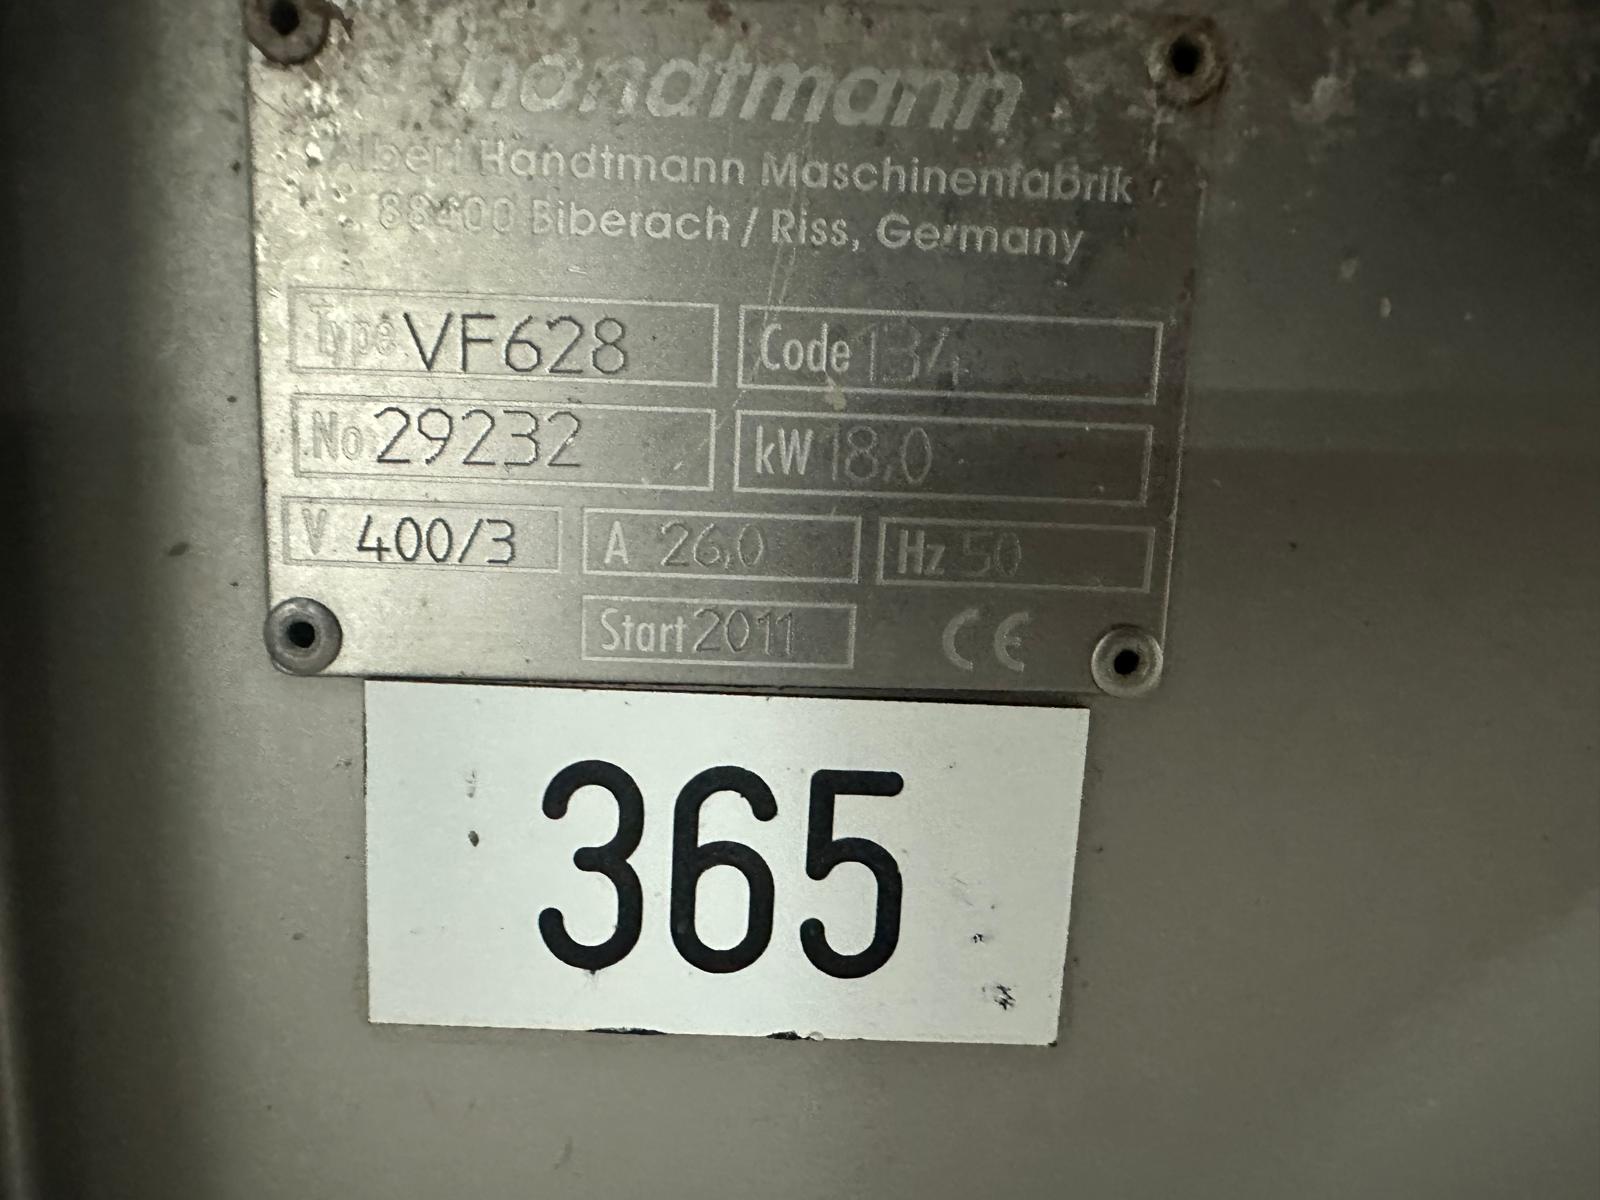 handtmann
Albert Handtmann Maschinenfabrik
88400 Biberach / Riss, Germany
Type VF628 Code 134
No 29232 kW 18,0
V 400/3 A 26,0 Hz 50
Start 2011 CE
365